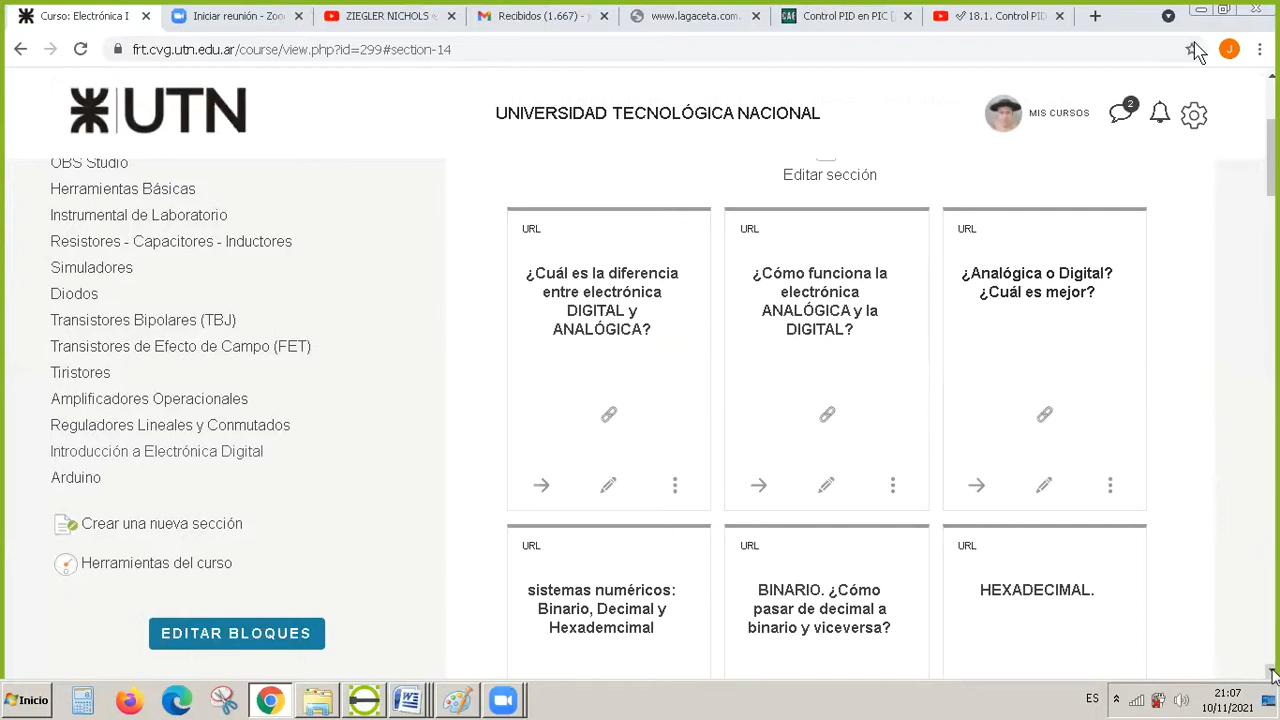 Curso: Electrónica I
Iniciar reunión - Zoo
ZIEGLER NICHOLS
Recibidos (1.667) -
www.lagaceta.com
Control PID en PIC [
18.1. Control PID
frt.cvg.utn.edu.ar/course/view.php?id=299#section-14
J
UTN
UNIVERSIDAD TECNOLÓGICA NACIONAL
MIS CURSOS
2
OBS Studio
Herramientas Básicas
Instrumental de Laboratorio
Resistores - Capacitores - Inductores
Simuladores
Diodos
Transistores Bipolares (TBJ)
Transistores de Efecto de Campo (FET)
Tiristores
Amplificadores Operacionales
Reguladores Lineales y Conmutados
Introducción a Electrónica Digital
Arduino
Crear una nueva sección
Herramientas del curso
EDITAR BLOQUES
Editar sección
URL
¿Cuál es la diferencia
entre electrónica
DIGITAL y
ANALÓGICA?
URL
¿Cómo funciona la
electrónica
ANALÓGICA y la
DIGITAL?
URL
¿Analógica o Digital?
¿Cuál es mejor?
URL
sistemas numéricos:
Binario, Decimal y
Hexademcimal
URL
BINARIO. ¿Cómo
pasar de decimal a
binario y viceversa?
URL
HEXADECIMAL.
Inicio
ES
21:07
10/11/2021